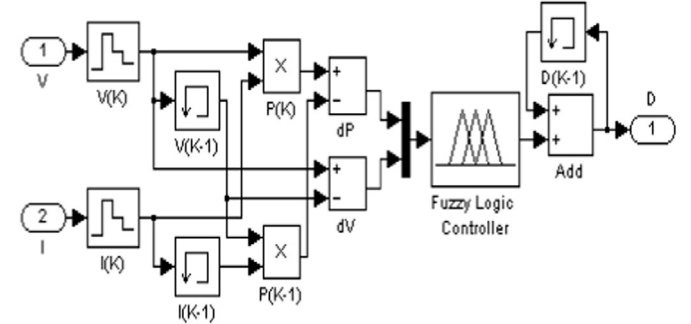 1
V
V(K)
V(K-1)
X
P(K)
+
−
dP
+
−
dV
2
I
I(K)
I(K-1)
X
P(K-1)
Fuzzy Logic
Controller
D(K-1)
+
+
Add
D
1